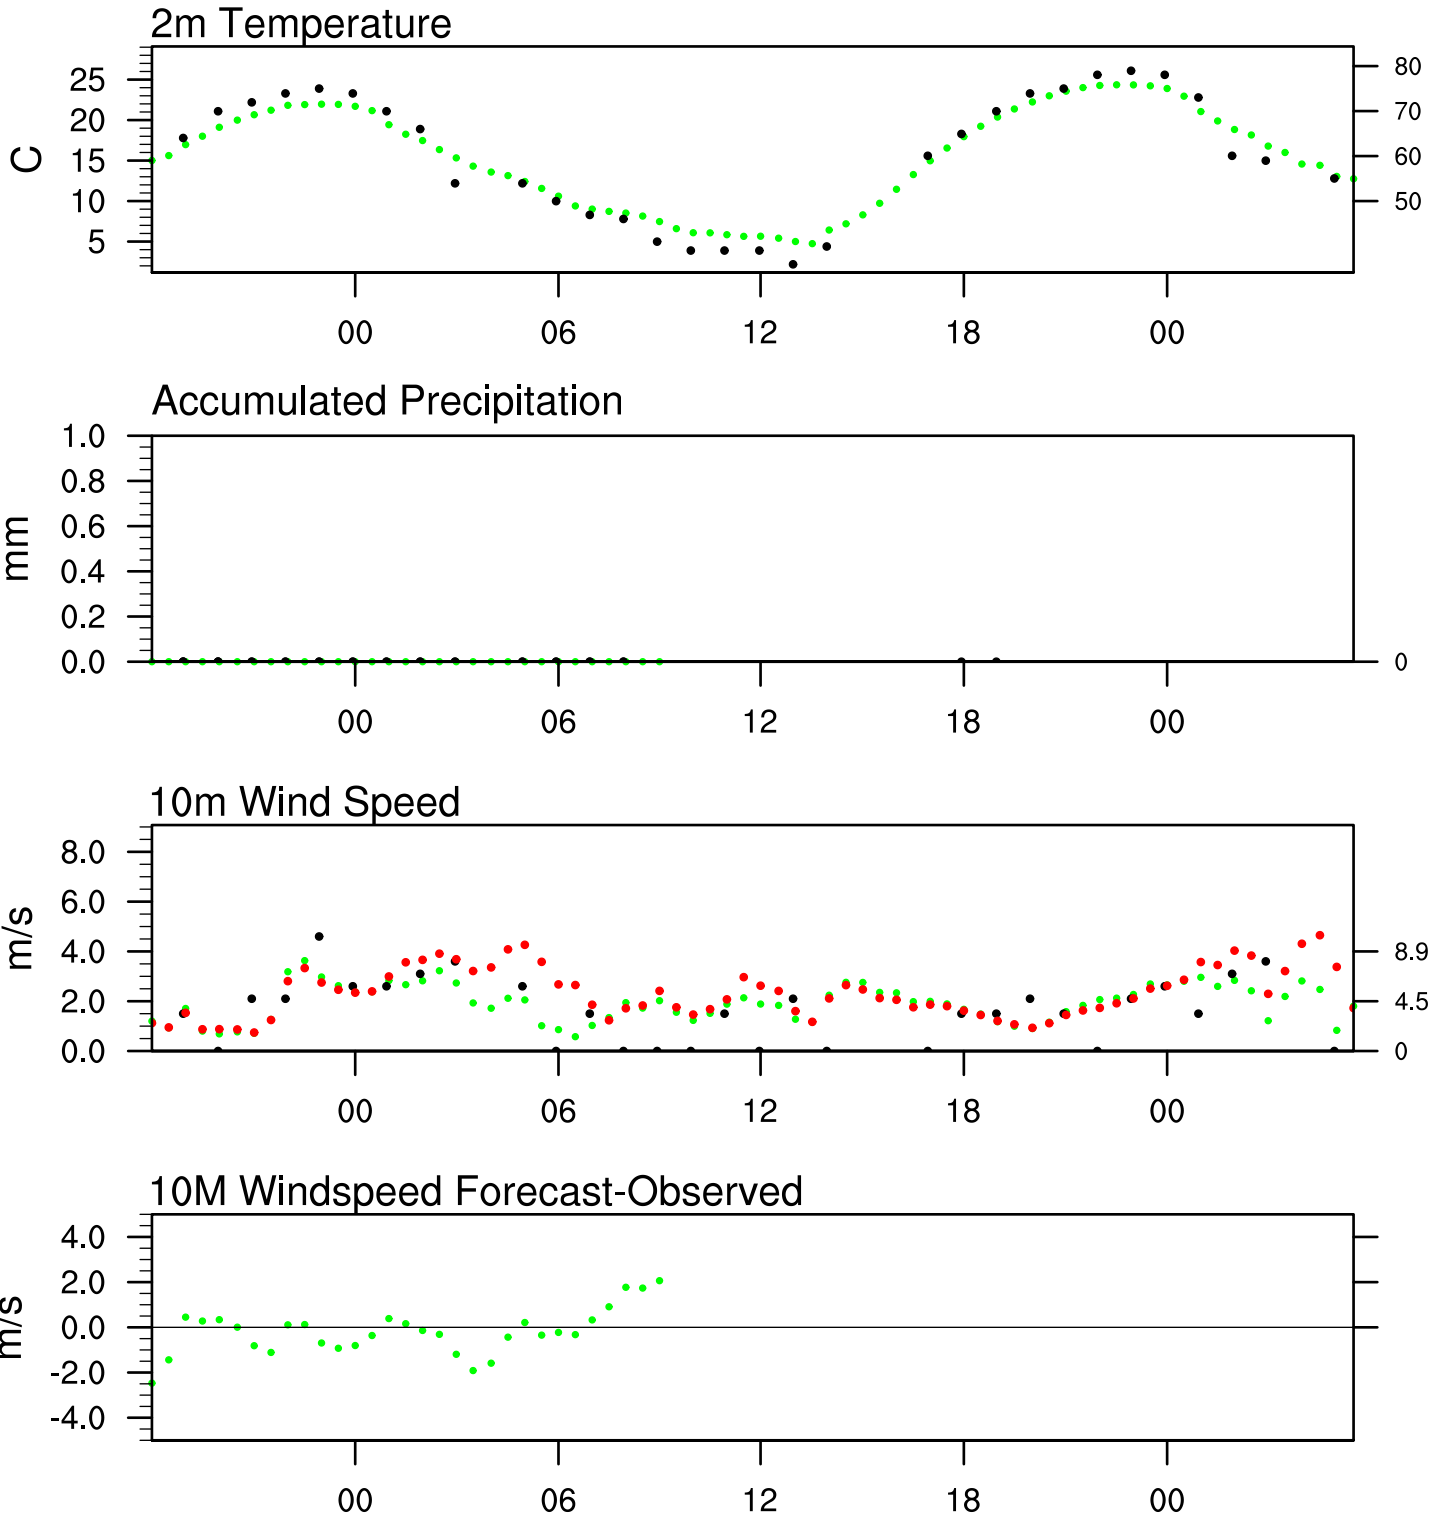 2m Temperature
25
20
15
10
5
C
80
70
60
50
00 06 12 18 00
Accumulated Precipitation
1.0
0.8
0.6
0.4
0.2
0.0
mm
0
00 06 12 18 00
10m Wind Speed
8.0
6.0
4.0
2.0
0.0
m/s
8.9
4.5
0
00 06 12 18 00
10M Windspeed Forecast-Observed
4.0
2.0
0.0
-2.0
-4.0
m/s
00 06 12 18 00